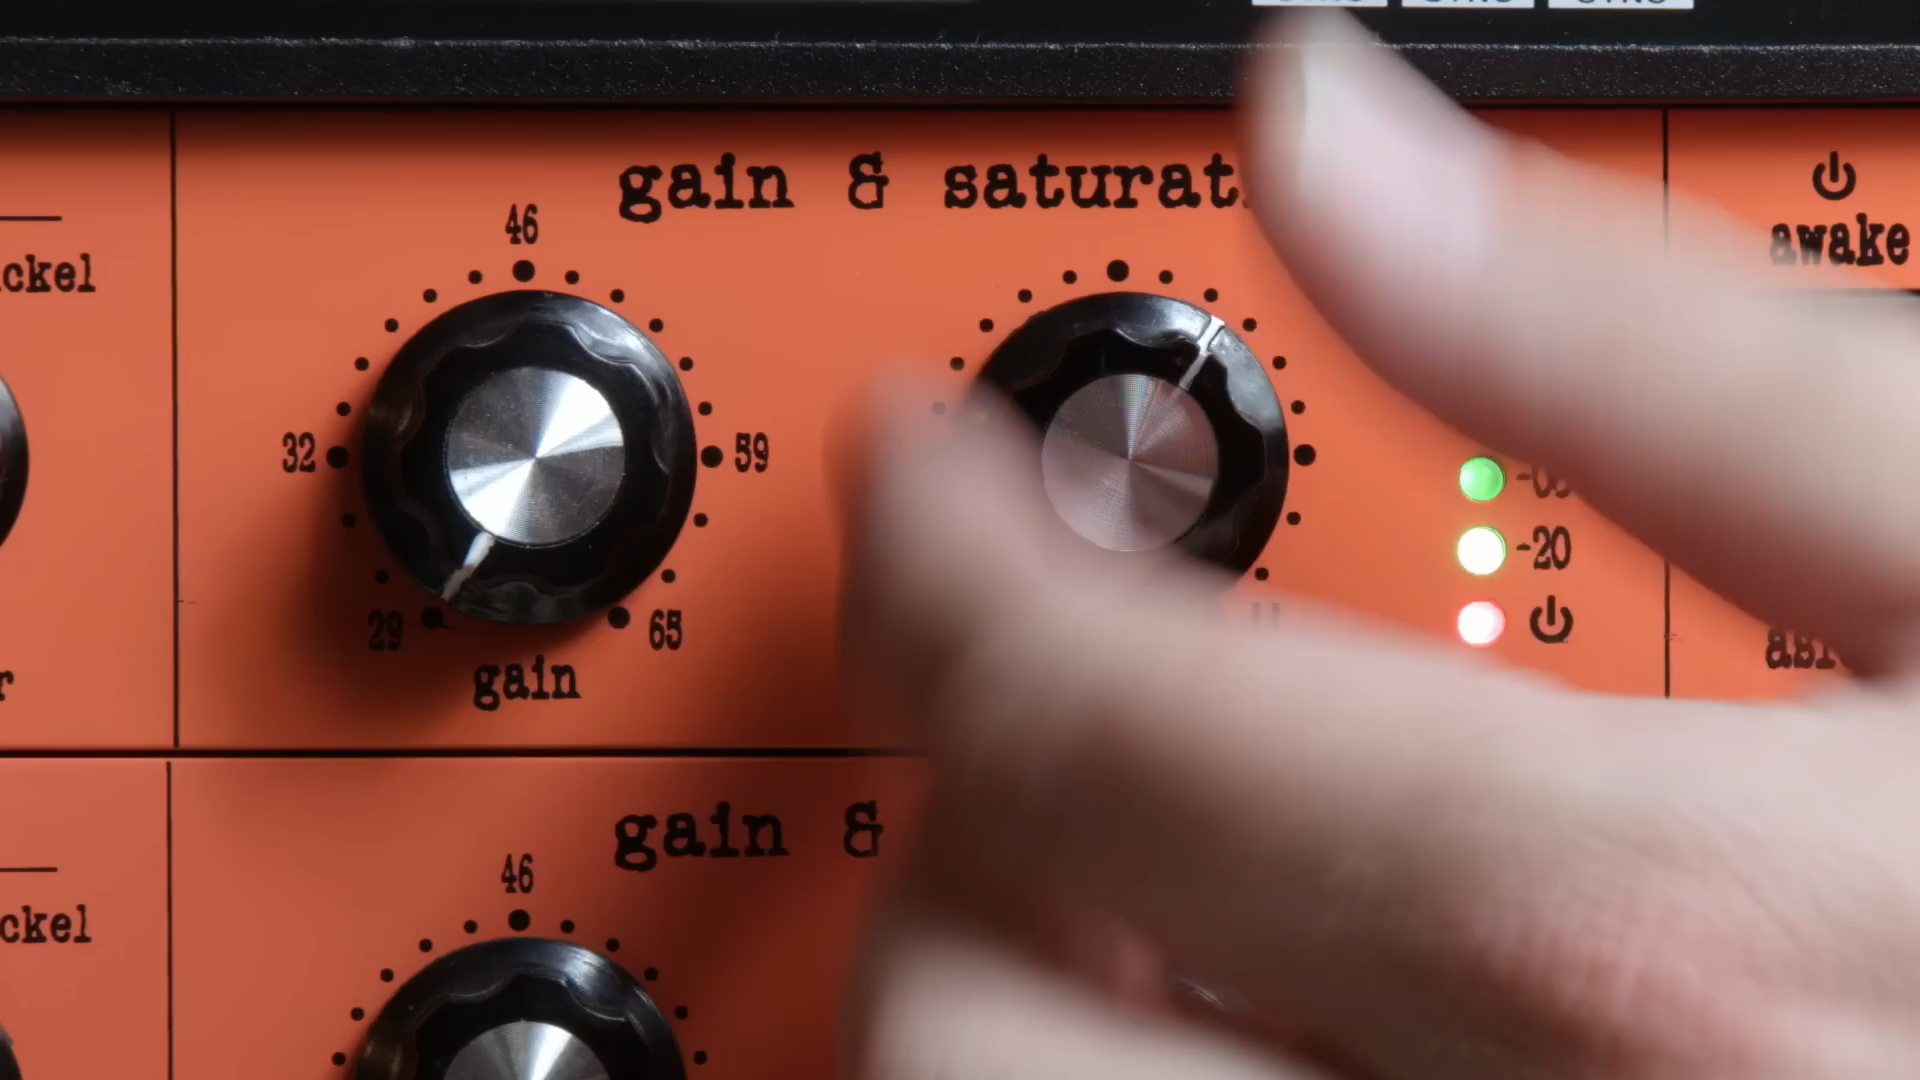 gain & saturat
awake
ckel
46
32
59
29
65
gain
-20
gain &
46
ckel